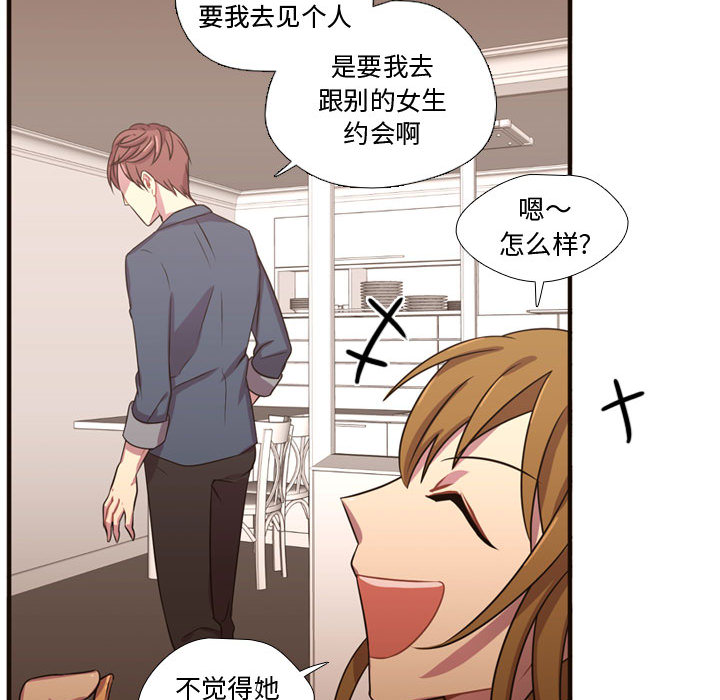 要我去见个人
是要我去
跟别的女生
约会啊
嗯～
怎么样?
不觉得她